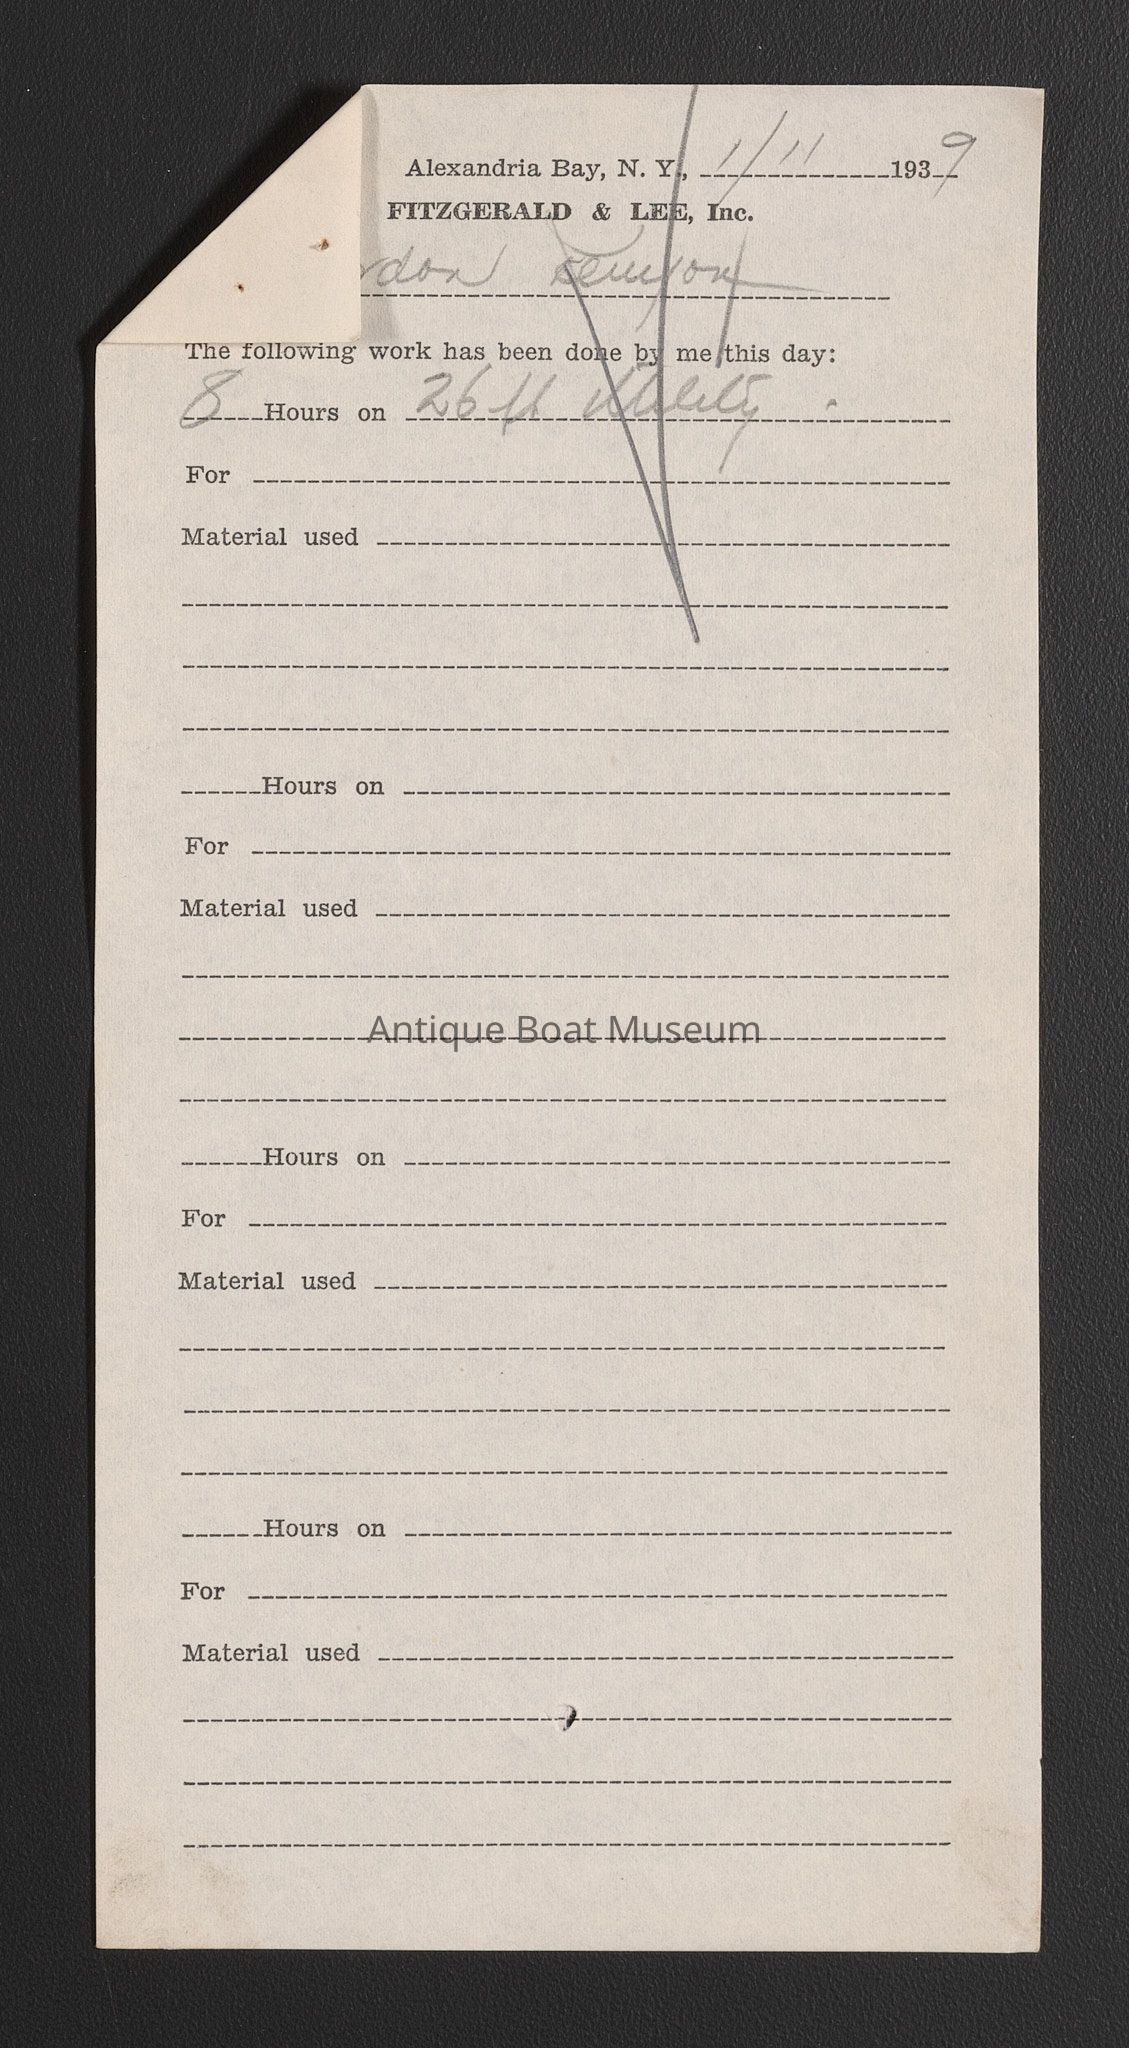 Alexandria Bay, N. Y., 1/11 1939
FITZGERALD & LEE, Inc.
rdon Kenyon
The following work has been done by me this day:
8 Hours on 26 ft Utility .
For
Material used
Hours on
For
Material used
Antique Boat Museum
Hours on
For
Material used
Hours on
For
Material used